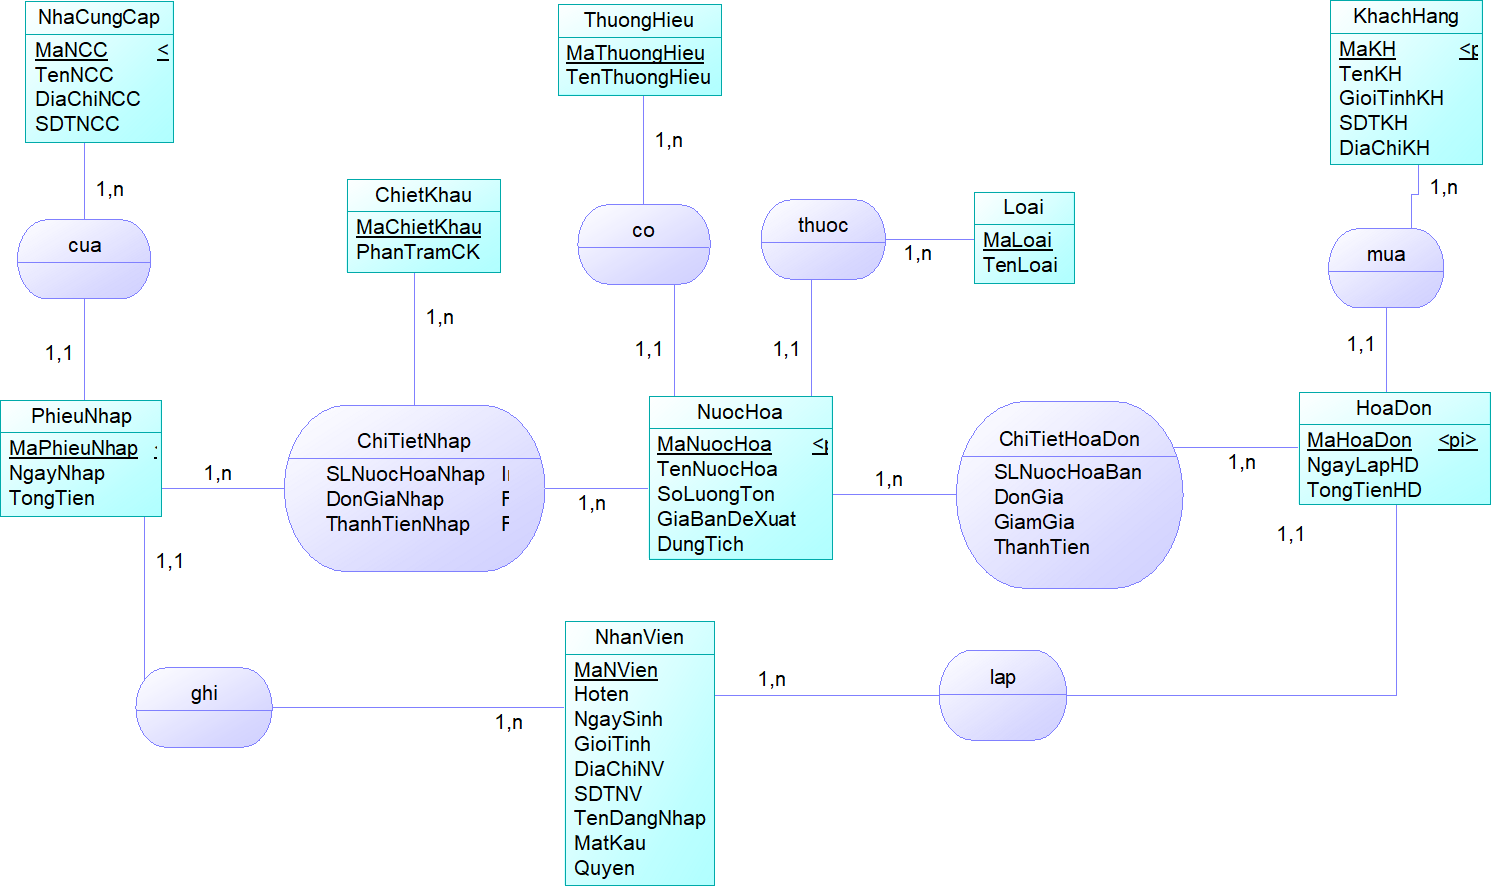 NhaCungCap
MaNCC <
TenNCC
DiaChiNCC
SDTNCC
ThuongHieu
MaThuongHieu
TenThuongHieu
KhachHang
MaKH <p
TenKH
GioiTinhKH
SDTKH
DiaChiKH
1,n
1,n
1,n
ChietKhau
MaChietKhau
PhanTramCK
Loai
MaLoai
TenLoai
cua
co
thuoc
1,n
mua
1,n
1,1
1,1
1,1
1,1
PhieuNhap
MaPhieuNhap :
NgayNhap
TongTien
1,n
ChiTietNhap
SLNuocHoaNhap
DonGiaNhap F
ThanhTienNhap F
1,n
NuocHoa
MaNuocHoa <p
TenNuocHoa
SoLuongTon
GiaBanDeXuat
DungTich
1,n
ChiTietHoaDon
SLNuocHoaBan
DonGia
GiamGia
ThanhTien
1,n
HoaDon
MaHoaDon <pi>
NgayLapHD
TongTienHD
1,1
1,1
ghi
1,n
NhanVien
MaNVien
Hoten
NgaySinh
GioiTinh
DiaChiNV
SDTNV
TenDangNhap
MatKau
Quyen
1,n
lap